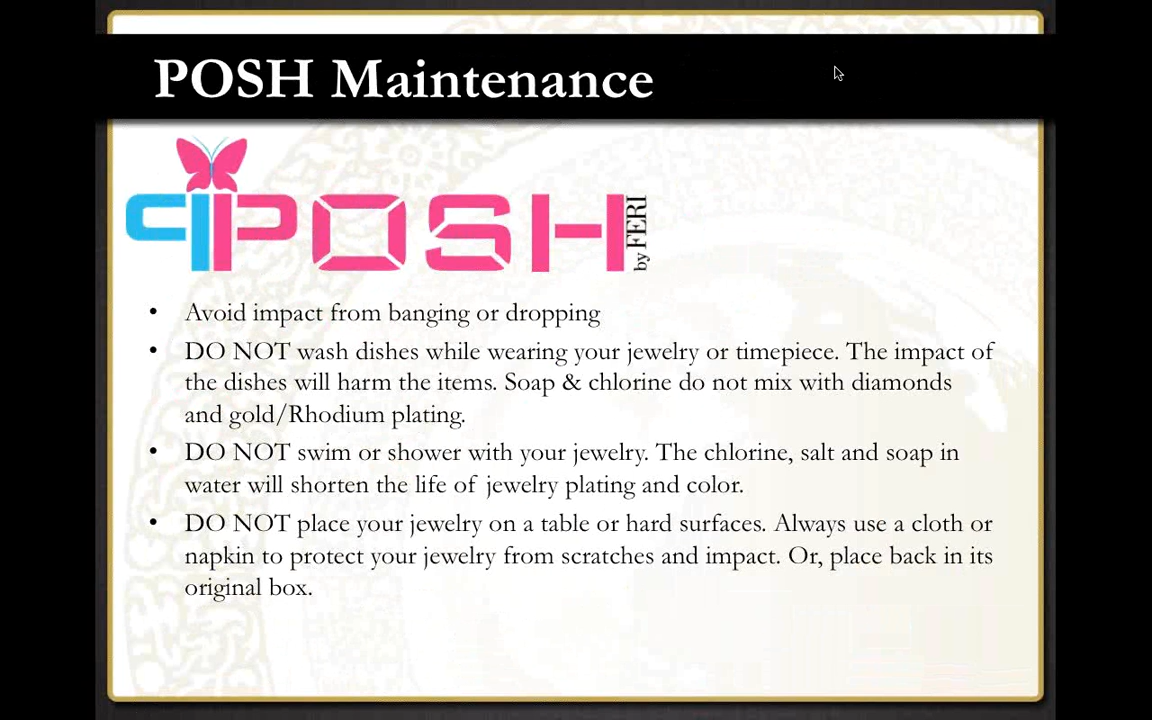 POSH Maintenance
POSH
by FERI
• Avoid impact from banging or dropping
• DO NOT wash dishes while wearing your jewelry or timepiece. The impact of
the dishes will harm the items. Soap & chlorine do not mix with diamonds
and gold/Rhodium plating.
• DO NOT swim or shower with your jewelry. The chlorine, salt and soap in
water will shorten the life of jewelry plating and color.
• DO NOT place your jewelry on a table or hard surfaces. Always use a cloth or
napkin to protect your jewelry from scratches and impact. Or, place back in its
original box.